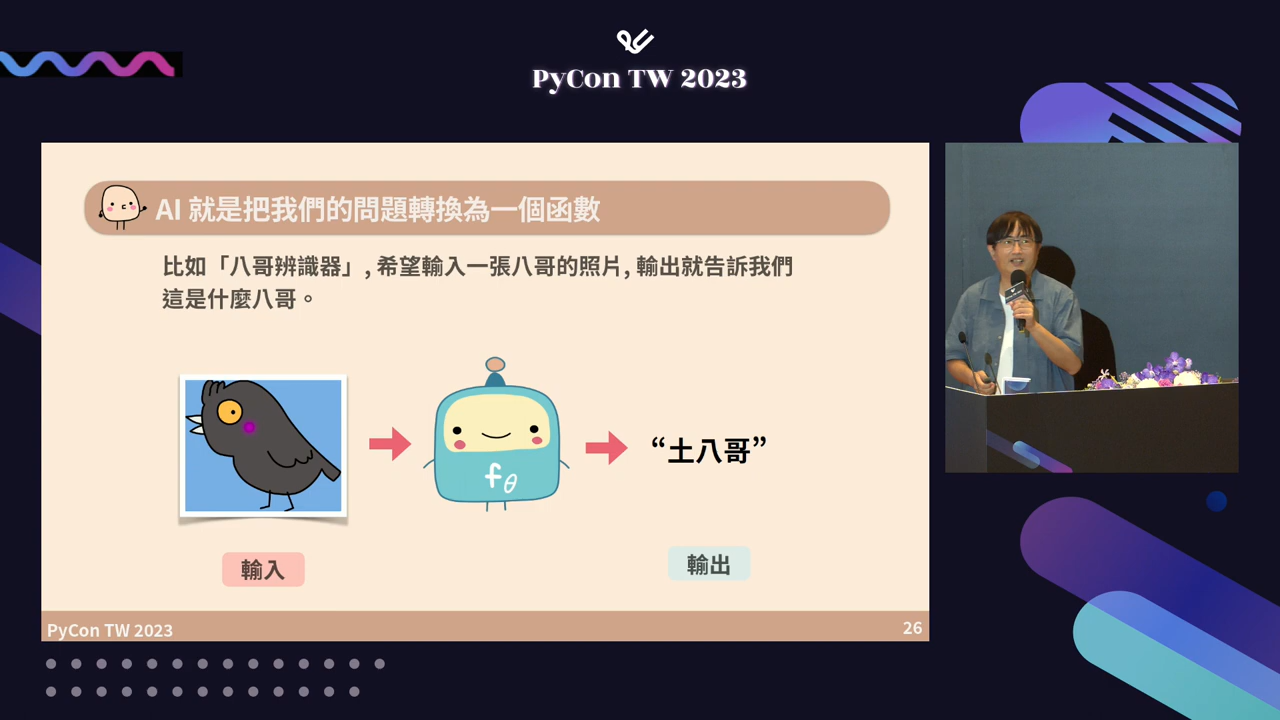 PyCon TW 2023
AI 就是把我們的問題轉換為一個函數
比如「八哥辨識器」, 希望輸入一張八哥的照片, 輸出就告訴我們
這是什麼八哥。
fθ
“土八哥”
輸入
輸出
PyCon TW 2023
26